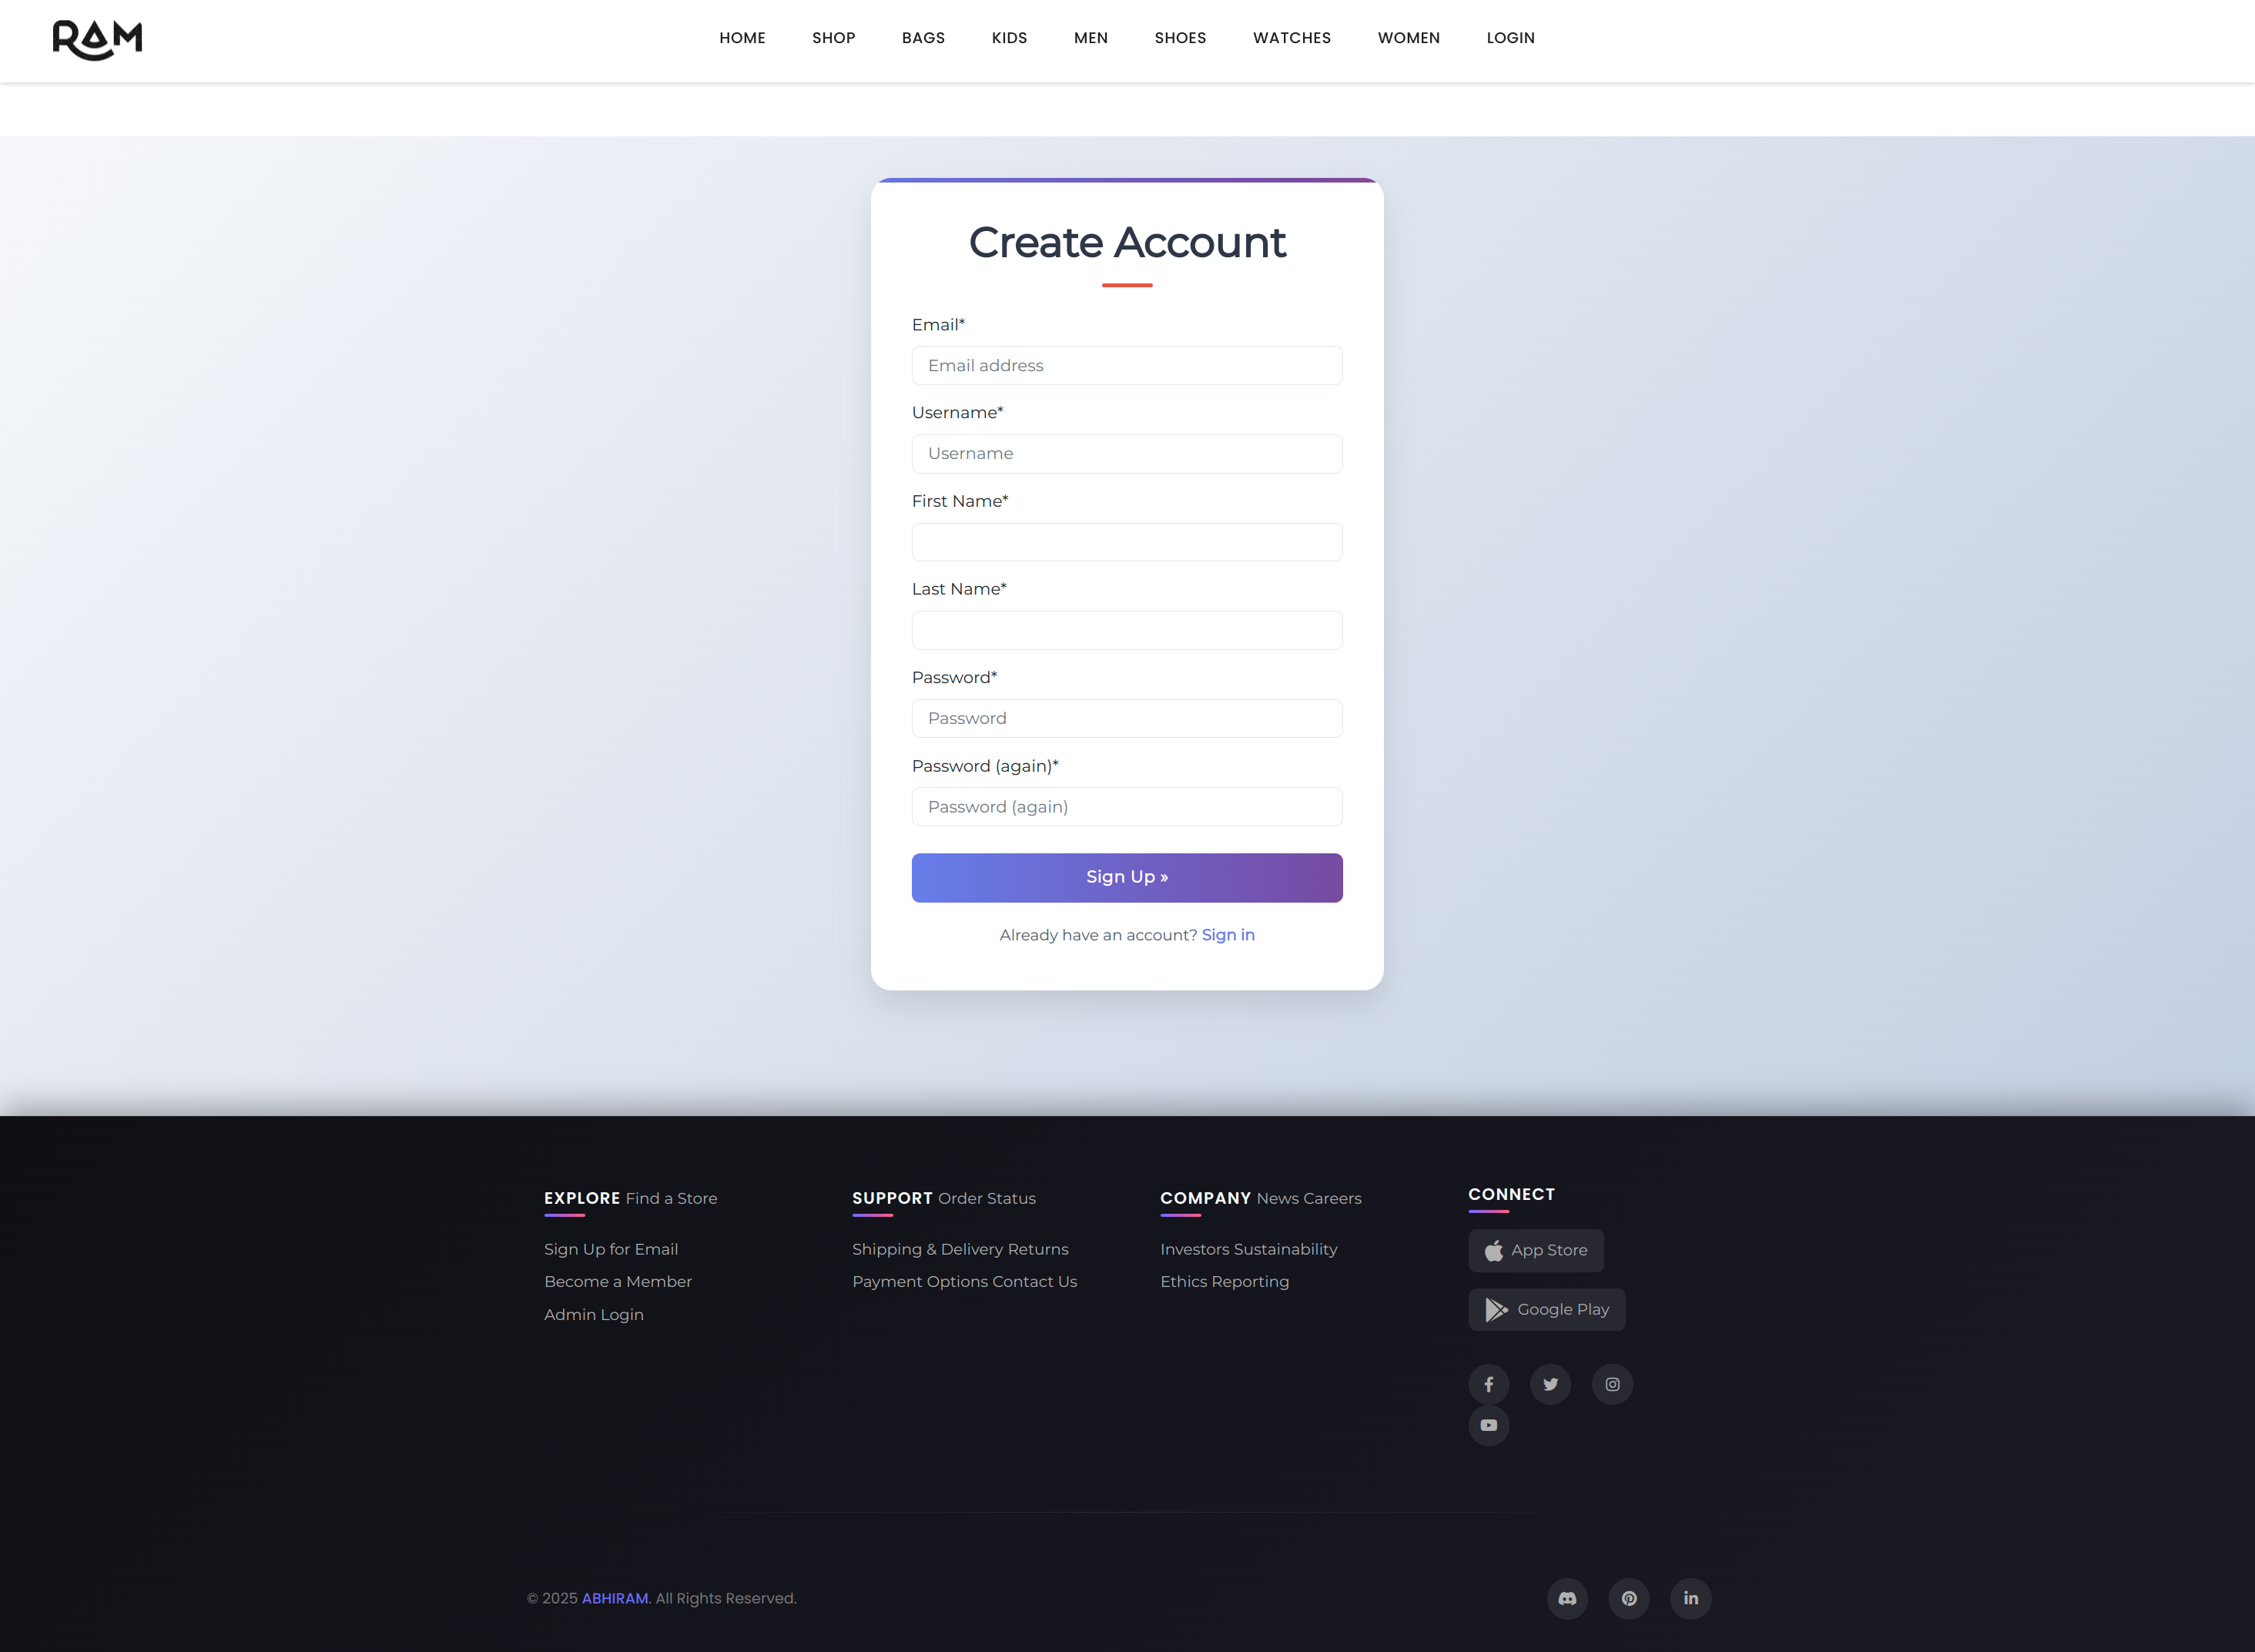 RAM
HOME SHOP BAGS KIDS MEN SHOES WATCHES WOMEN LOGIN
Create Account
Email*
Email address
Username*
Username
First Name*
Last Name*
Password*
Password
Password (again)*
Password (again)
Sign Up »
Already have an account? Sign in
EXPLORE Find a Store
Sign Up for Email
Become a Member
Admin Login
SUPPORT Order Status
Shipping & Delivery Returns
Payment Options Contact Us
COMPANY News Careers
Investors Sustainability
Ethics Reporting
CONNECT
App Store
Google Play
© 2025 ABHIRAM. All Rights Reserved.